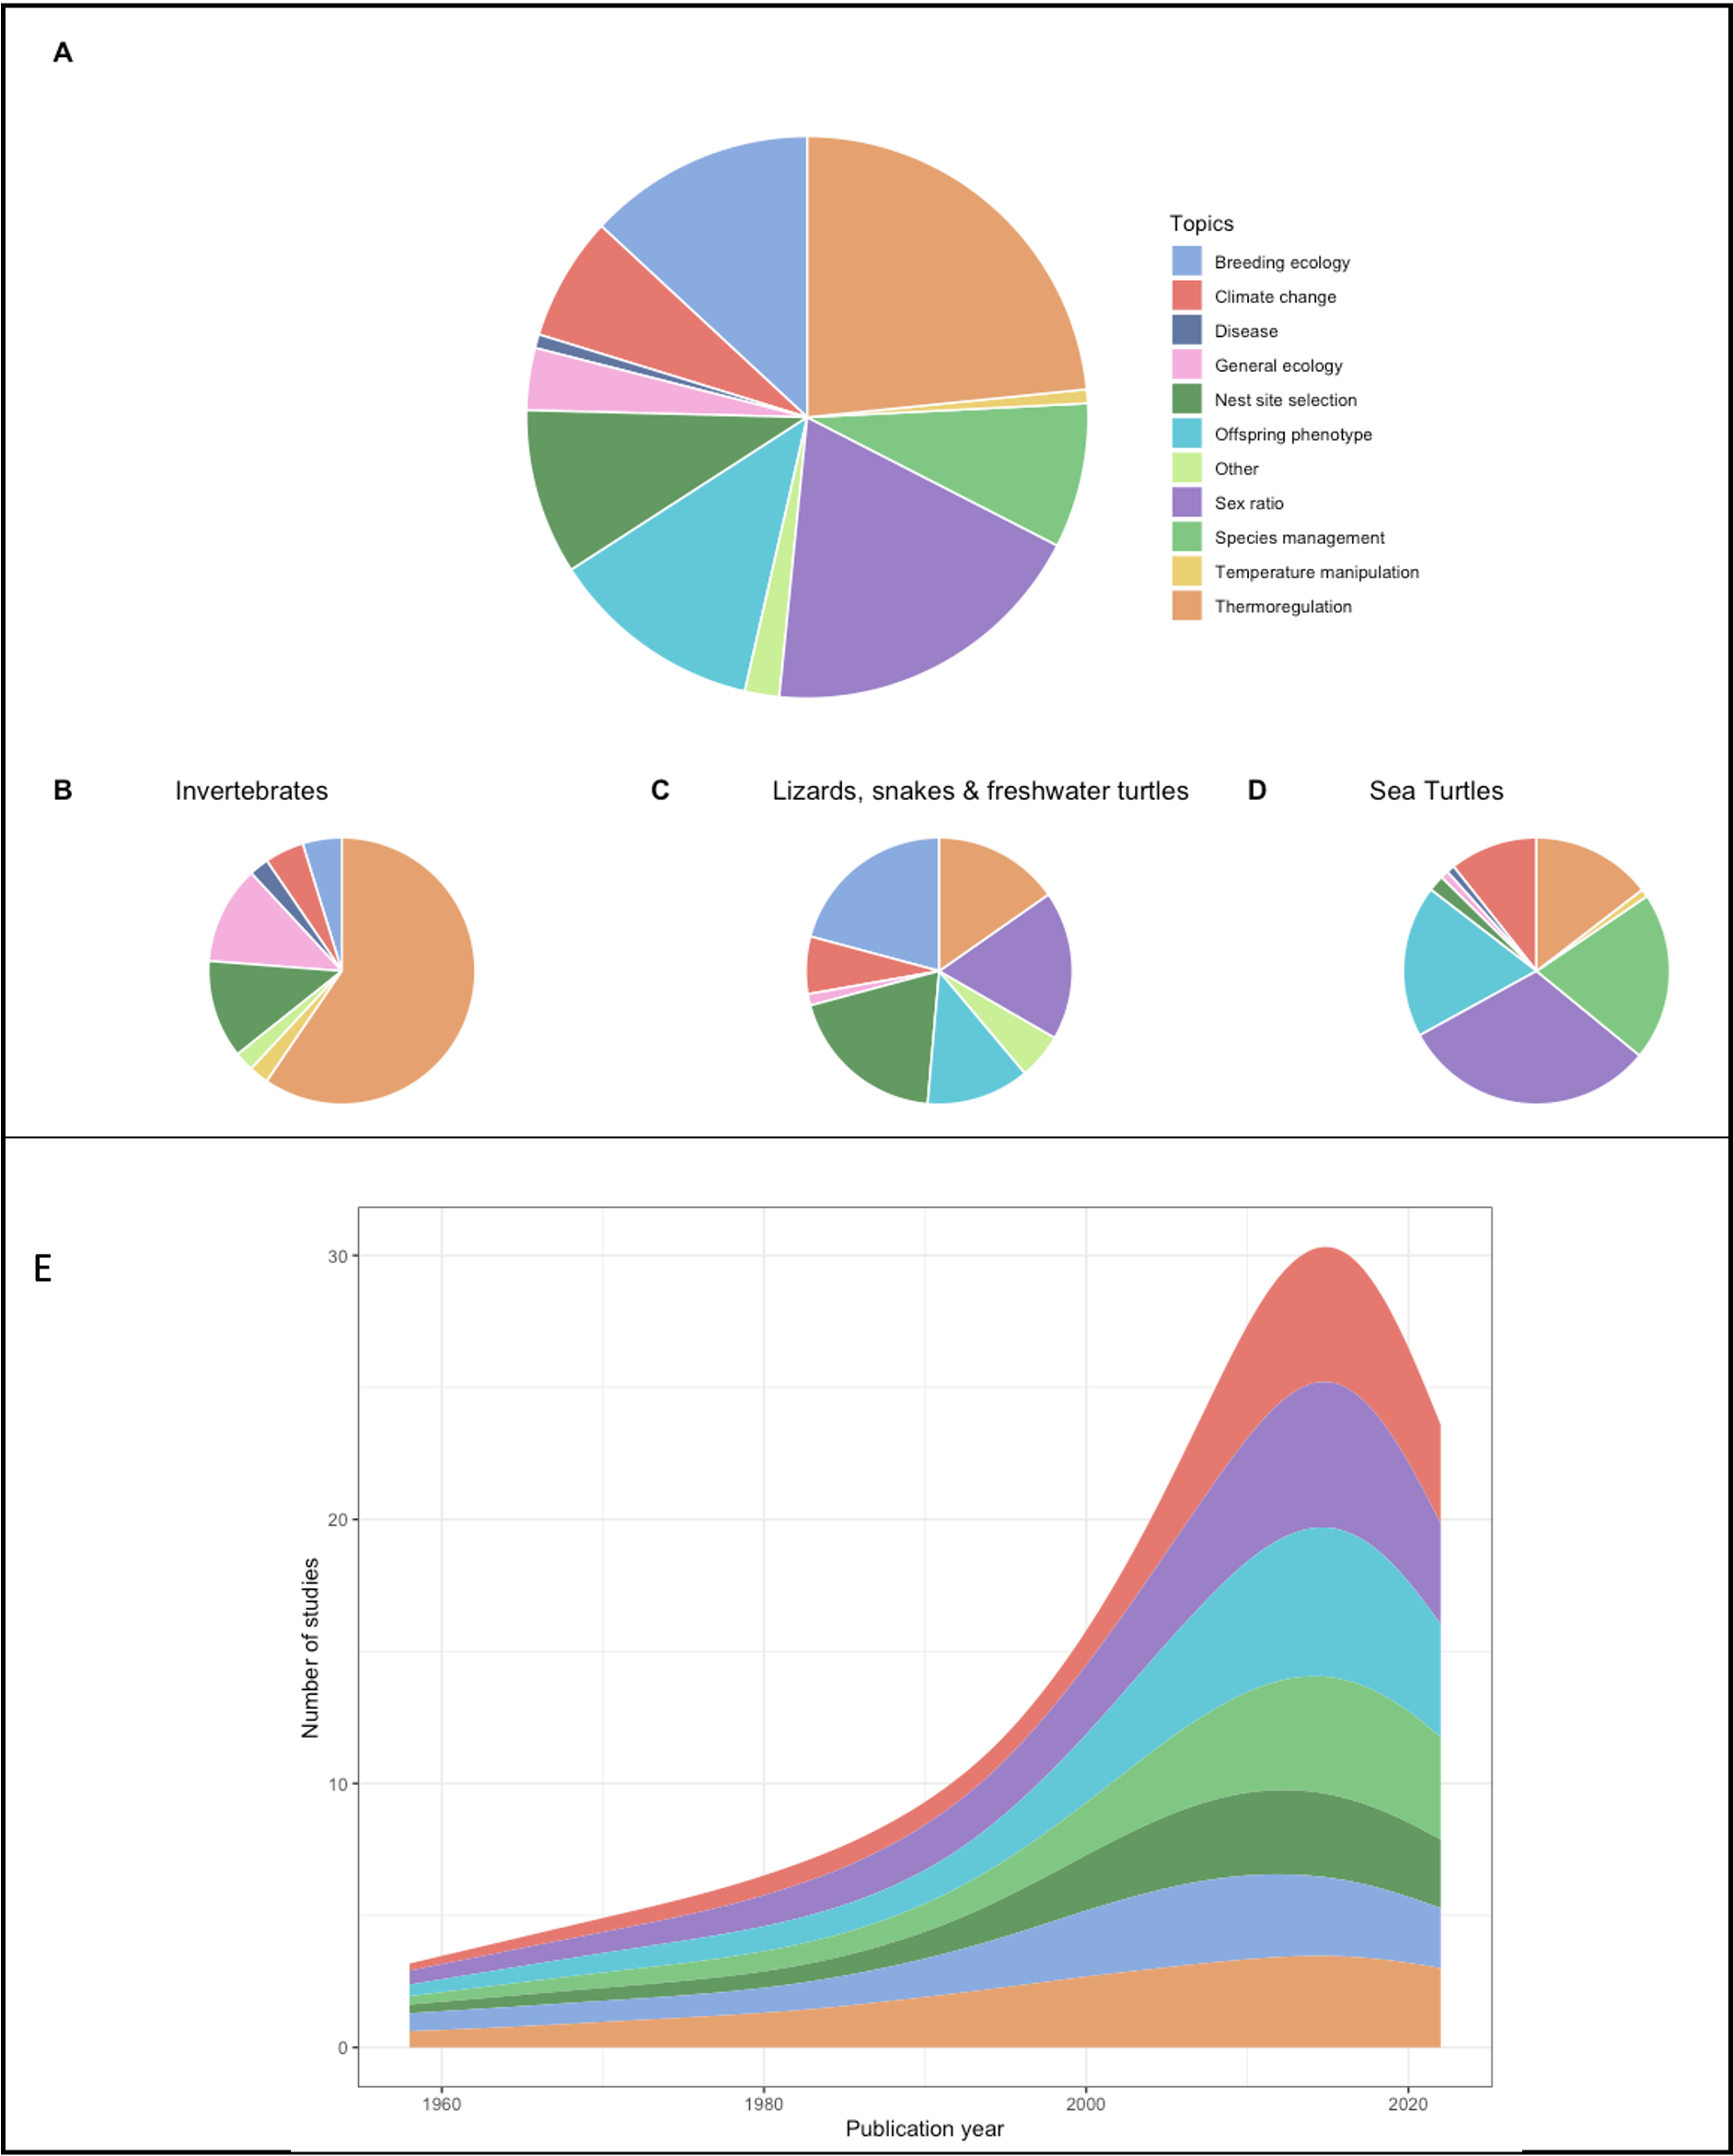 A
Topics
Breeding ecology
Climate change
Disease
General ecology
Nest site selection
Offspring phenotype
Other
Sex ratio
Species management
Temperature manipulation
Thermoregulation
B Invertebrates
C Lizards, snakes & freshwater turtles
D Sea Turtles
E
30
20
10
0
Number of studies
1960 1980 2000 2020
Publication year